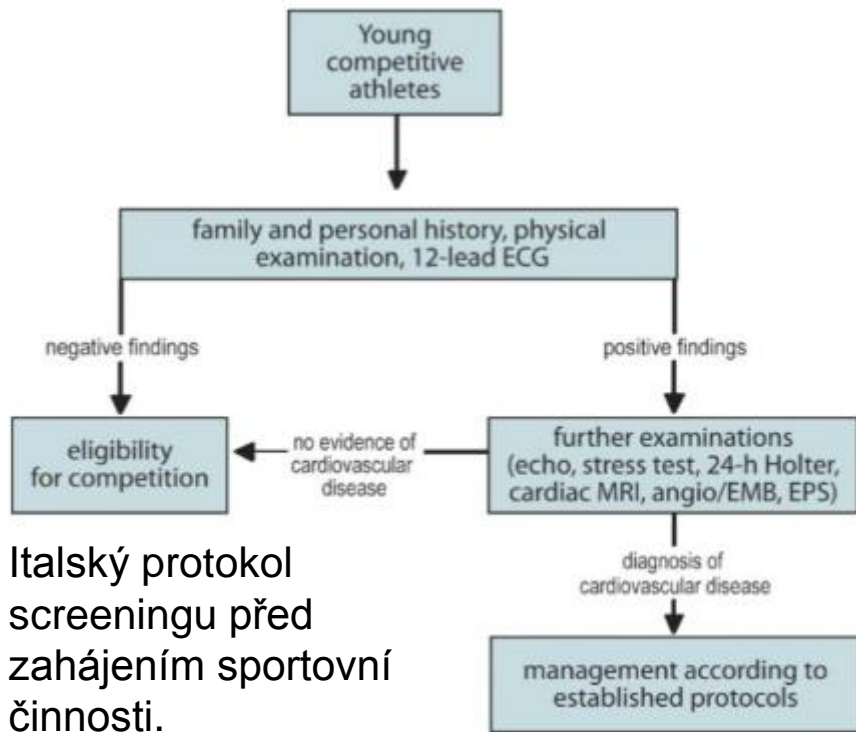 Young
competitive
athletes
family and personal history, physical
examination, 12-lead ECG
negative findings
positive findings
eligibility
for competition
no evidence of
cardiovascular
disease
further examinations
(echo, stress test, 24-h Holter,
cardiac MRI, angio/EMB, EPS)
diagnosis of
cardiovascular disease
management according to
established protocols
Italský protokol
screeningu před
zahájením sportovní
činnosti.